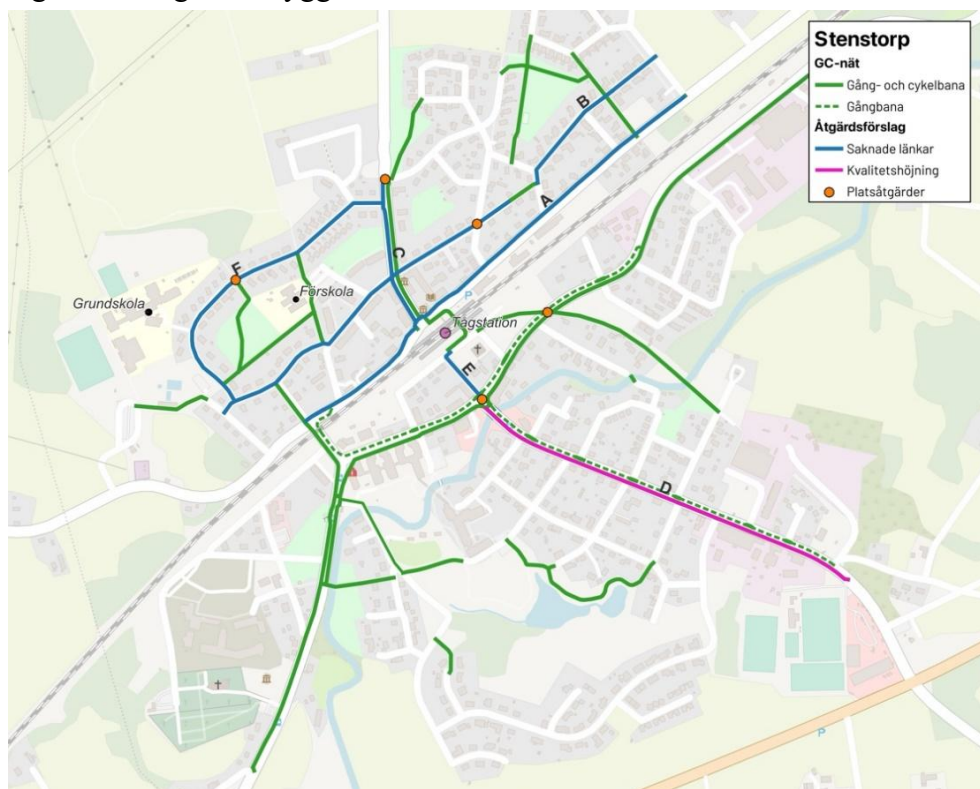 Stenstorp
GC-nät
Gång- och cykelbana
Gångbana
Åtgärdsförslag
Saknade länkar
Kvalitetshöjning
Platsåtgärder
B
A
C
F
Grundskola
Förskola
P
Tågstation
E
D
P